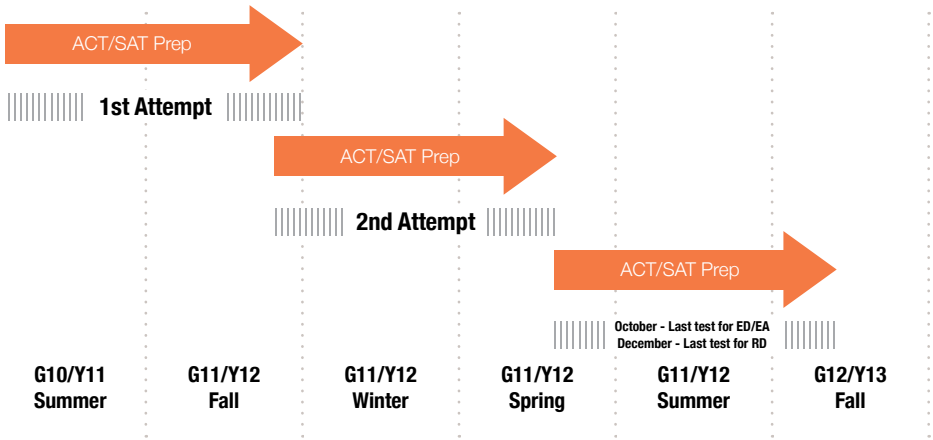 ACT/SAT Prep
1st Attempt
ACT/SAT Prep
2nd Attempt
ACT/SAT Prep
October - Last test for ED/EA
December - Last test for RD
G10/Y11
Summer
G11/Y12
Fall
G11/Y12
Winter
G11/Y12
Spring
G11/Y12
Summer
G12/Y13
Fall